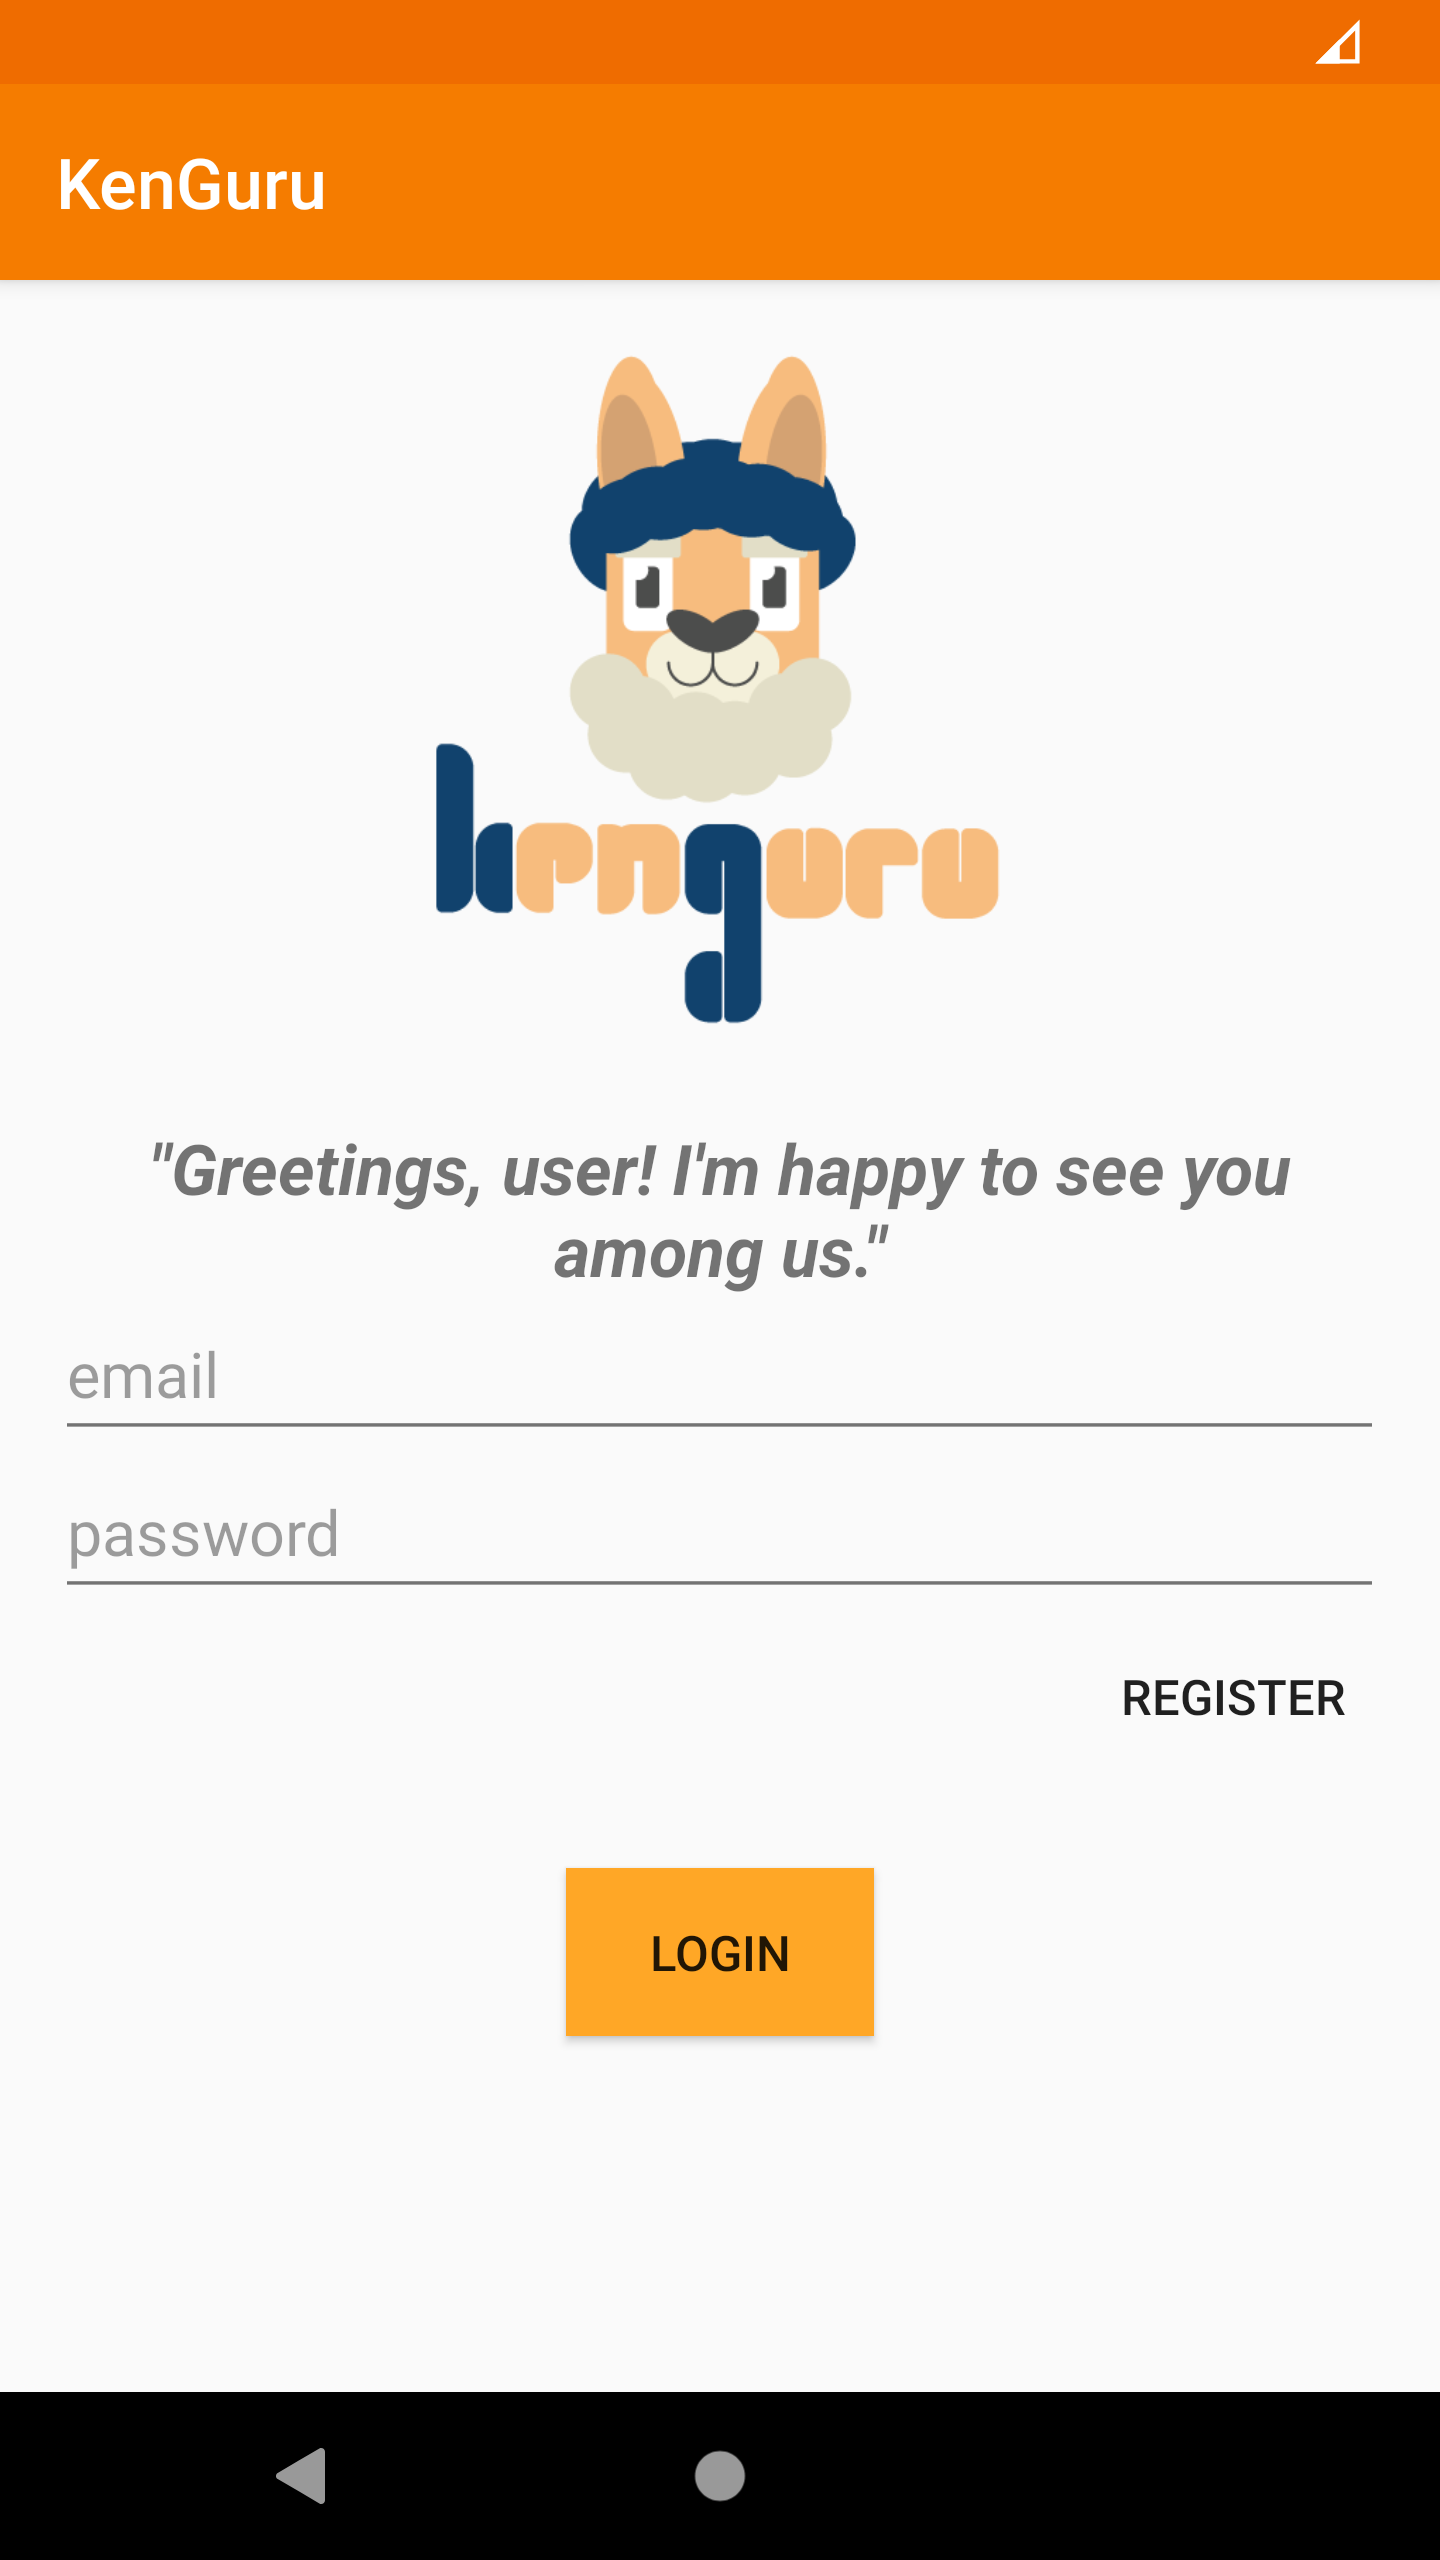 KenGuru
kenguru
"Greetings, user! I'm happy to see you
among us."
email
password
REGISTER
LOGIN